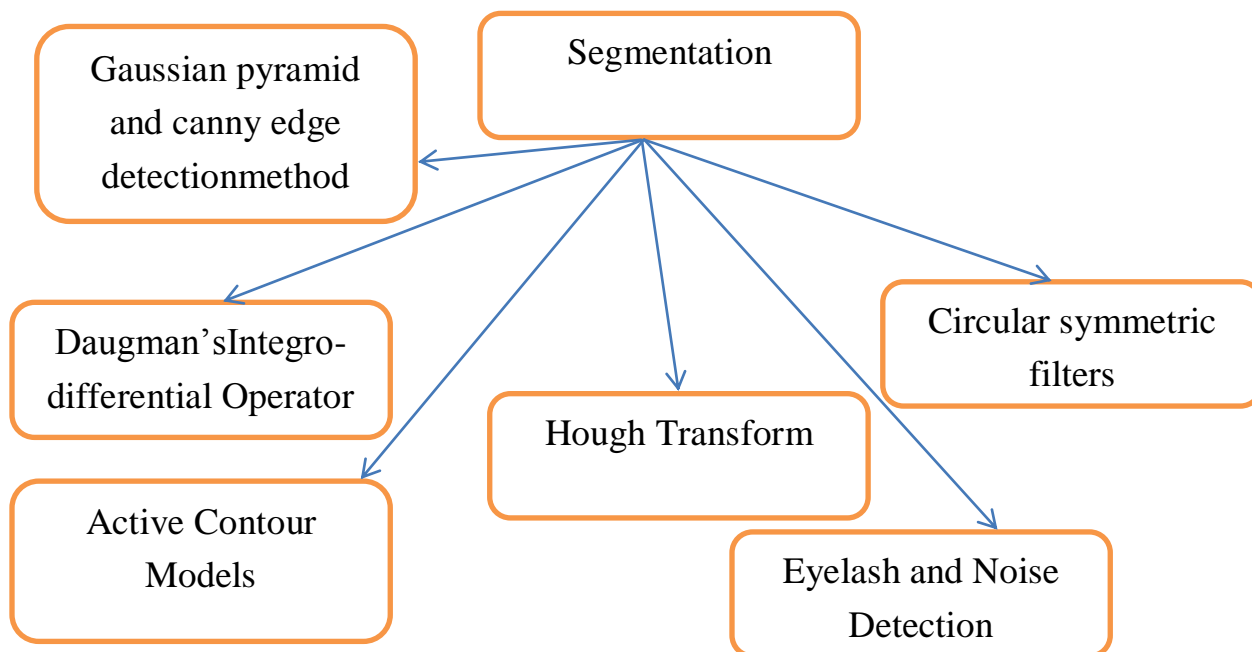 Segmentation
Gaussian pyramid
and canny edge
detectionmethod
Daugman’sIntegro-
differential Operator
Circular symmetric
filters
Hough Transform
Active Contour
Models
Eyelash and Noise
Detection